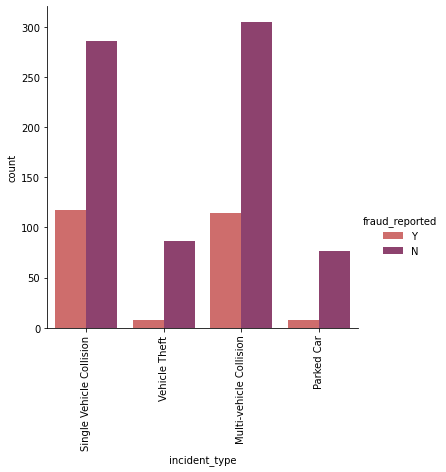 300
250
200
150
100
50
0
count
Single Vehicle Collision
Vehicle Theft
Multi-vehicle Collision
Parked Car
incident_type
fraud_reported
Y
N